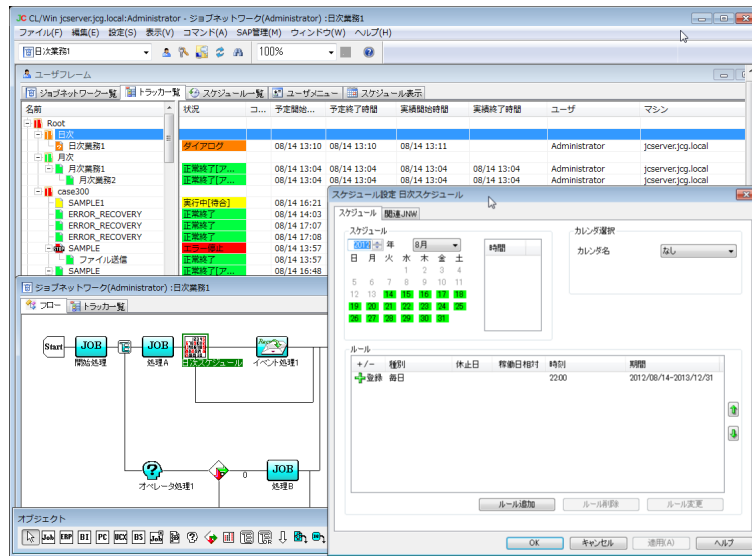 JC CL/Win jcserver.jcg.local:Administrator - ジョブネットワーク(Administrator) :日次業務1
ファイル(F) 編集(E) 設定(S) 表示(V) コマンド(A) SAP管理(M) ウィンドウ(W) ヘルプ(H)
日次業務1 100%
ユーザフレーム
ジョブネットワーク一覧 トラッカ一覧 スケジュール一覧 ユーザメニュー スケジュール表示
名前 状況 コ... 予定開始... 予定終了時間 実績開始時間 実績終了時間 ユーザ マシン
Root
日次
日次業務1 ダイアログ 08/14 13:10 08/14 13:10 08/14 13:11 Administrator jcserver.jcg.local
月次
月次業務1 正常終了[ア... 08/14 13:04 08/14 13:04 08/14 13:04 08/14 13:04 Administrator jcserver.jcg.local
月次業務2 正常終了[ア... 08/14 13:04 08/14 13:04 08/14 13:04 08/14 13:04 Administrator jcserver.jcg.local
case300
SAMPLE1 実行中[待合] 08/14 16:21
ERROR_RECOVERY 正常終了 08/14 14:03
ERROR_RECOVERY 正常終了 08/14 17:07
ERROR_RECOVERY 正常終了 08/14 17:08
SAMPLE エラー停止 08/14 13:57
ファイル送信 正常終了 08/14 13:57
SAMPLE 正常終了[ア... 08/14 16:48
スケジュール設定 日次スケジュール
スケジュール 関連JNW
スケジュール
2012 年 8月
日 月 火 水 木 金 土
1 2 3 4
5 6 7 8 9 10 11
12 13 14 15 16 17 18
19 20 21 22 23 24 25
26 27 28 29 30 31
時間
カレンダ選択
カレンダ名 なし
ルール
+/- 種別 休止日 稼働日相対 時刻 期間
登録 毎日 22:00 2012/08/14-2013/12/31
ルール追加 ルール削除 ルール変更
OK キャンセル 適用(A) ヘルプ
ジョブネットワーク(Administrator) :日次業務1
フロー トラッカ一覧
Start JOB JOB
開始処理 処理A 日次スケジュール イベント処理1
JOB
オペレータ処理1 0 処理B
オブジェクト
Job ERP BI PC UCX BS Job